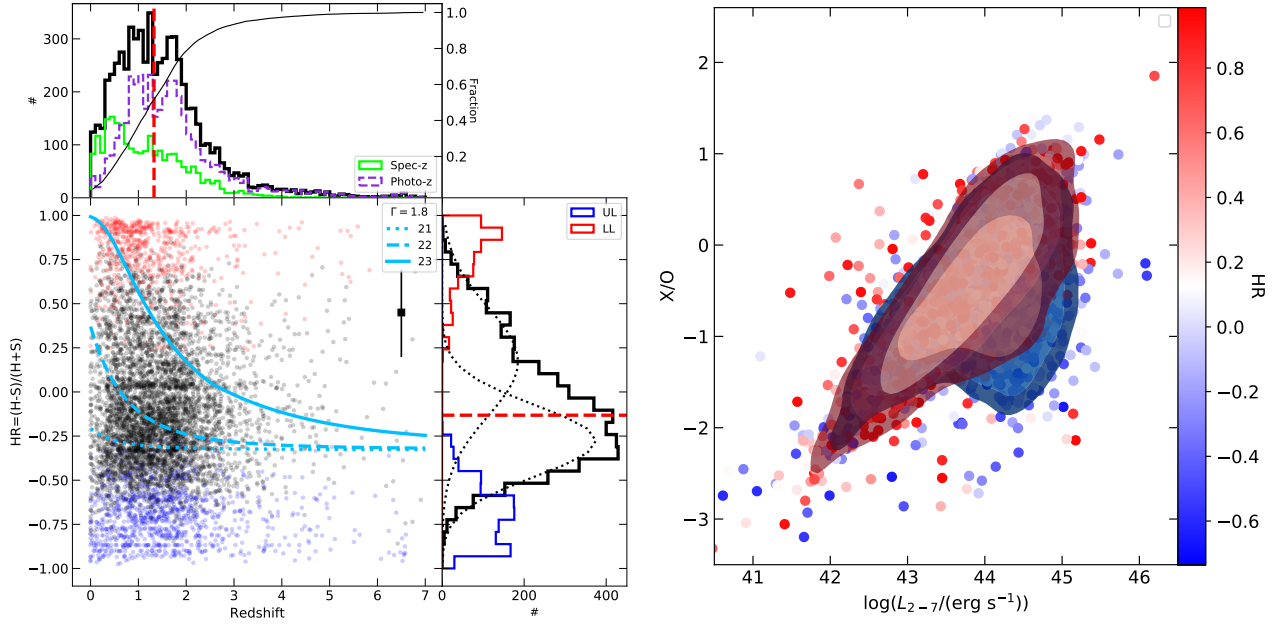 300
200
100
0
#
1.0
0.8
0.6
0.4
0.2
Fraction
Spec-z
Photo-z
1.00
0.75
0.50
0.25
0.00
−0.25
−0.50
−0.75
−1.00
HR=(H-S)/(H+S)
Γ = 1.8
21
22
23
0 1 2 3 4 5 6 7
Redshift
UL
LL
0 200 400
#
2
1
0
−1
−2
−3
X/O
41 42 43 44 45 46
log(L₂₋₇/(erg s⁻¹))
0.8
0.6
0.4
0.2
0.0
−0.2
−0.4
−0.6
HR